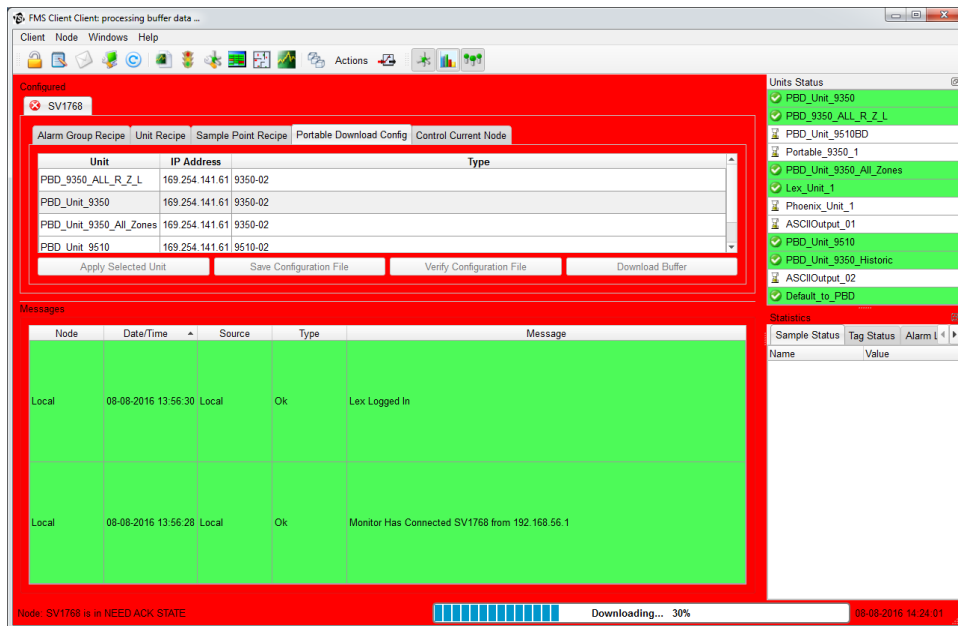 FMS Client Client: processing buffer data ...
Client Node Windows Help
Actions
Configured
SV1768
Alarm Group Recipe Unit Recipe Sample Point Recipe Portable Download Config Control Current Node
Unit IP Address Type
PBD_9350_ALL_R_Z_L 169.254.141.61 9350-02
PBD_Unit_9350 169.254.141.61 9350-02
PBD_Unit_9350_All_Zones 169.254.141.61 9350-02
PBD_Unit_9510 169.254.141.61 9510-02
Apply Selected Unit Save Configuration File Verify Configuration File Download Buffer
Messages
Node Date/Time Source Type Message
Local 08-08-2016 13:56:30 Local Ok Lex Logged In
Local 08-08-2016 13:56:28 Local Ok Monitor Has Connected SV1768 from 192.168.56.1
Units Status
PBD_Unit_9350
PBD_9350_ALL_R_Z_L
PBD_Unit_9510BD
Portable_9350_1
PBD_Unit_9350_All_Zones
Lex_Unit_1
Phoenix_Unit_1
ASCIIOutput_01
PBD_Unit_9510
PBD_Unit_9350_Historic
ASCIIOutput_02
Default_to_PBD
Statistics
Sample Status Tag Status Alarm
Name Value
Node: SV1768 is in NEED ACK STATE
Downloading... 30%
08-08-2016 14:24:01